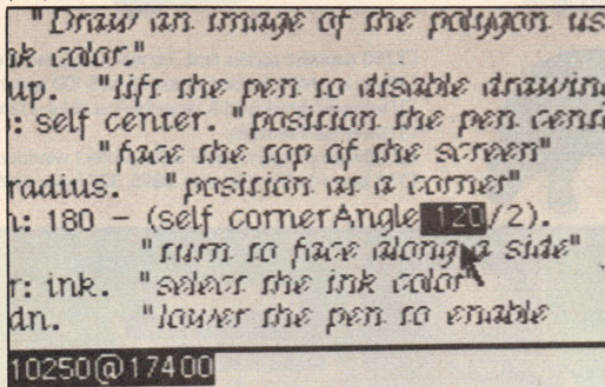 "Draw an image of the polygon us
nk color."
up. "lift the pen to disable drawing
: self center. "position the pen cent
"face the top of the screen"
radius. "position at a corner"
n: 180 - (self cornerAngle 120/2).
"turn to face along a side"
r: ink. "select the ink color"
dn. "lower the pen to enable
10250@17400